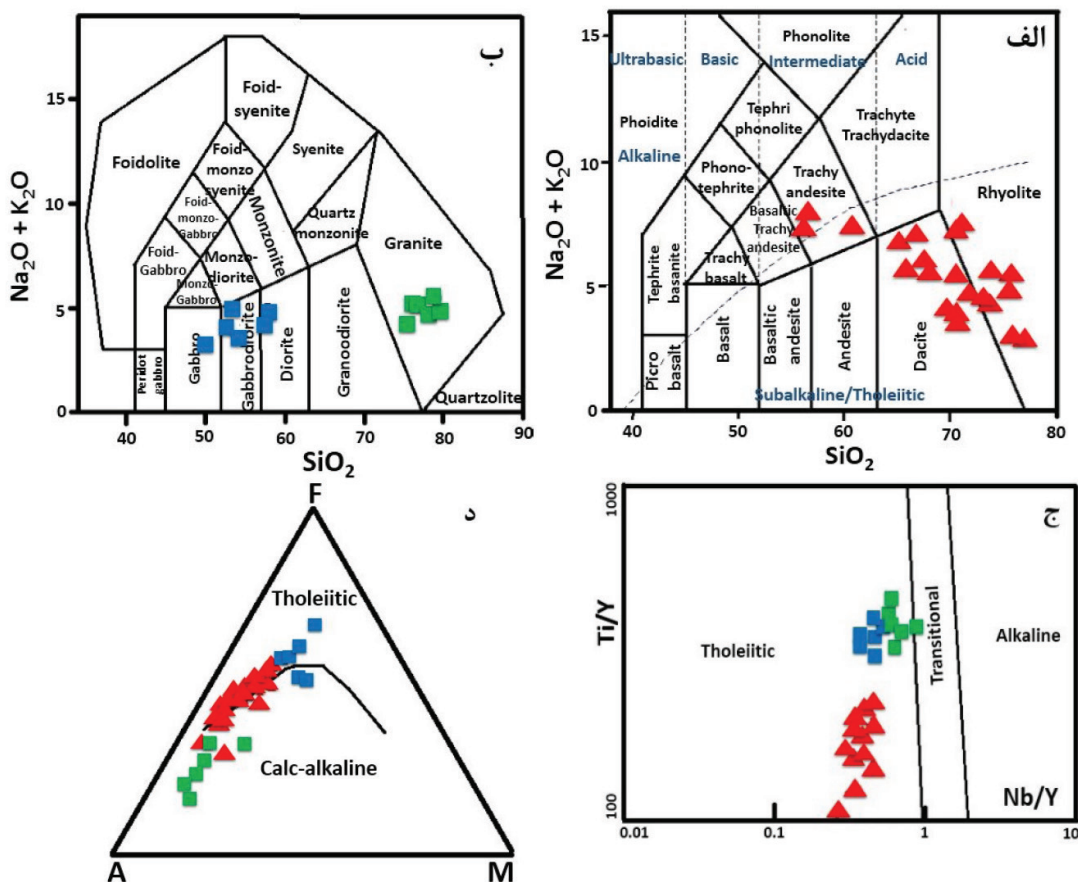 ب
Na₂O + K₂O
15
10
5
0
40
50
60
70
80
90
SiO₂
Foid-
syenite
Foidolite
Foid-
monzo
syenite
Syenite
Foid-
monzo-
Gabbro
Monzonite
Quartz
monzonite
Granite
Foid-
Gabbro
Monzo-
diorite
Monzo-
Gabbro
Peridot
gabbro
Gabbro
Gabbrodiorite
Diorite
Granoodiorite
Quartzolite
الف
Na₂O + K₂O
15
10
5
0
40
50
60
70
80
SiO₂
Phonolite
Ultrabasic
Basic
Intermediate
Acid
Phoidite
Tephri
phonolite
Trachyte
Trachydacite
Alkaline
Phono-
tephrite
Trachy
andesite
Rhyolite
Basaltic
Trachy
andesite
Tephrite
basanite
Trachy
basalt
Picro
basalt
Basalt
Basaltic
andesite
Andesite
Dacite
Subalkaline/Tholeiitic
د
F
Tholeiitic
Calc-alkaline
A
M
ج
1000
Ti/Y
100
Tholeiitic
Transitional
Alkaline
Nb/Y
0.01
0.1
1
10